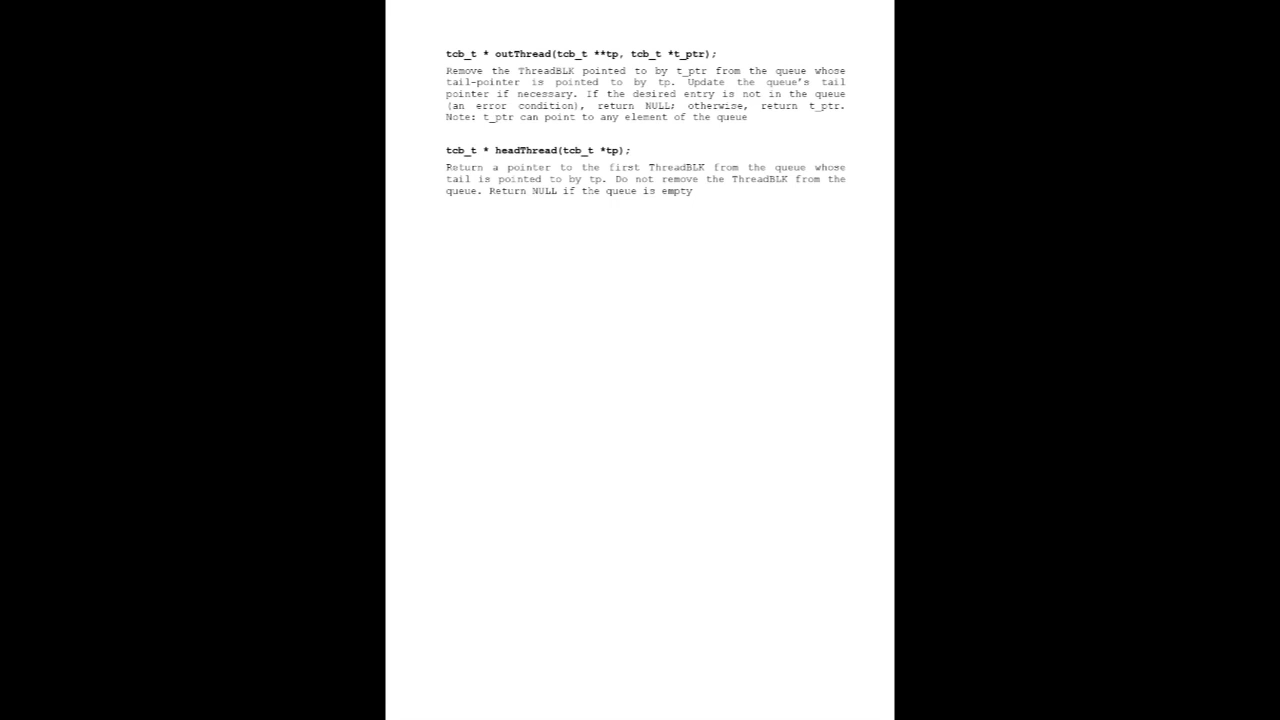 tcb_t * outThread(tcb_t **tp, tcb_t *t_ptr);
Remove the ThreadBLK pointed to by t_ptr from the queue whose
tail-pointer is pointed to by tp. Update the queue's tail
pointer if necessary. If the desired entry is not in the queue
(an error condition), return NULL; otherwise, return t_ptr.
Note: t_ptr can point to any element of the queue
tcb_t * headThread(tcb_t *tp);
Return a pointer to the first ThreadBLK from the queue whose
tail is pointed to by tp. Do not remove the ThreadBLK from the
queue. Return NULL if the queue is empty